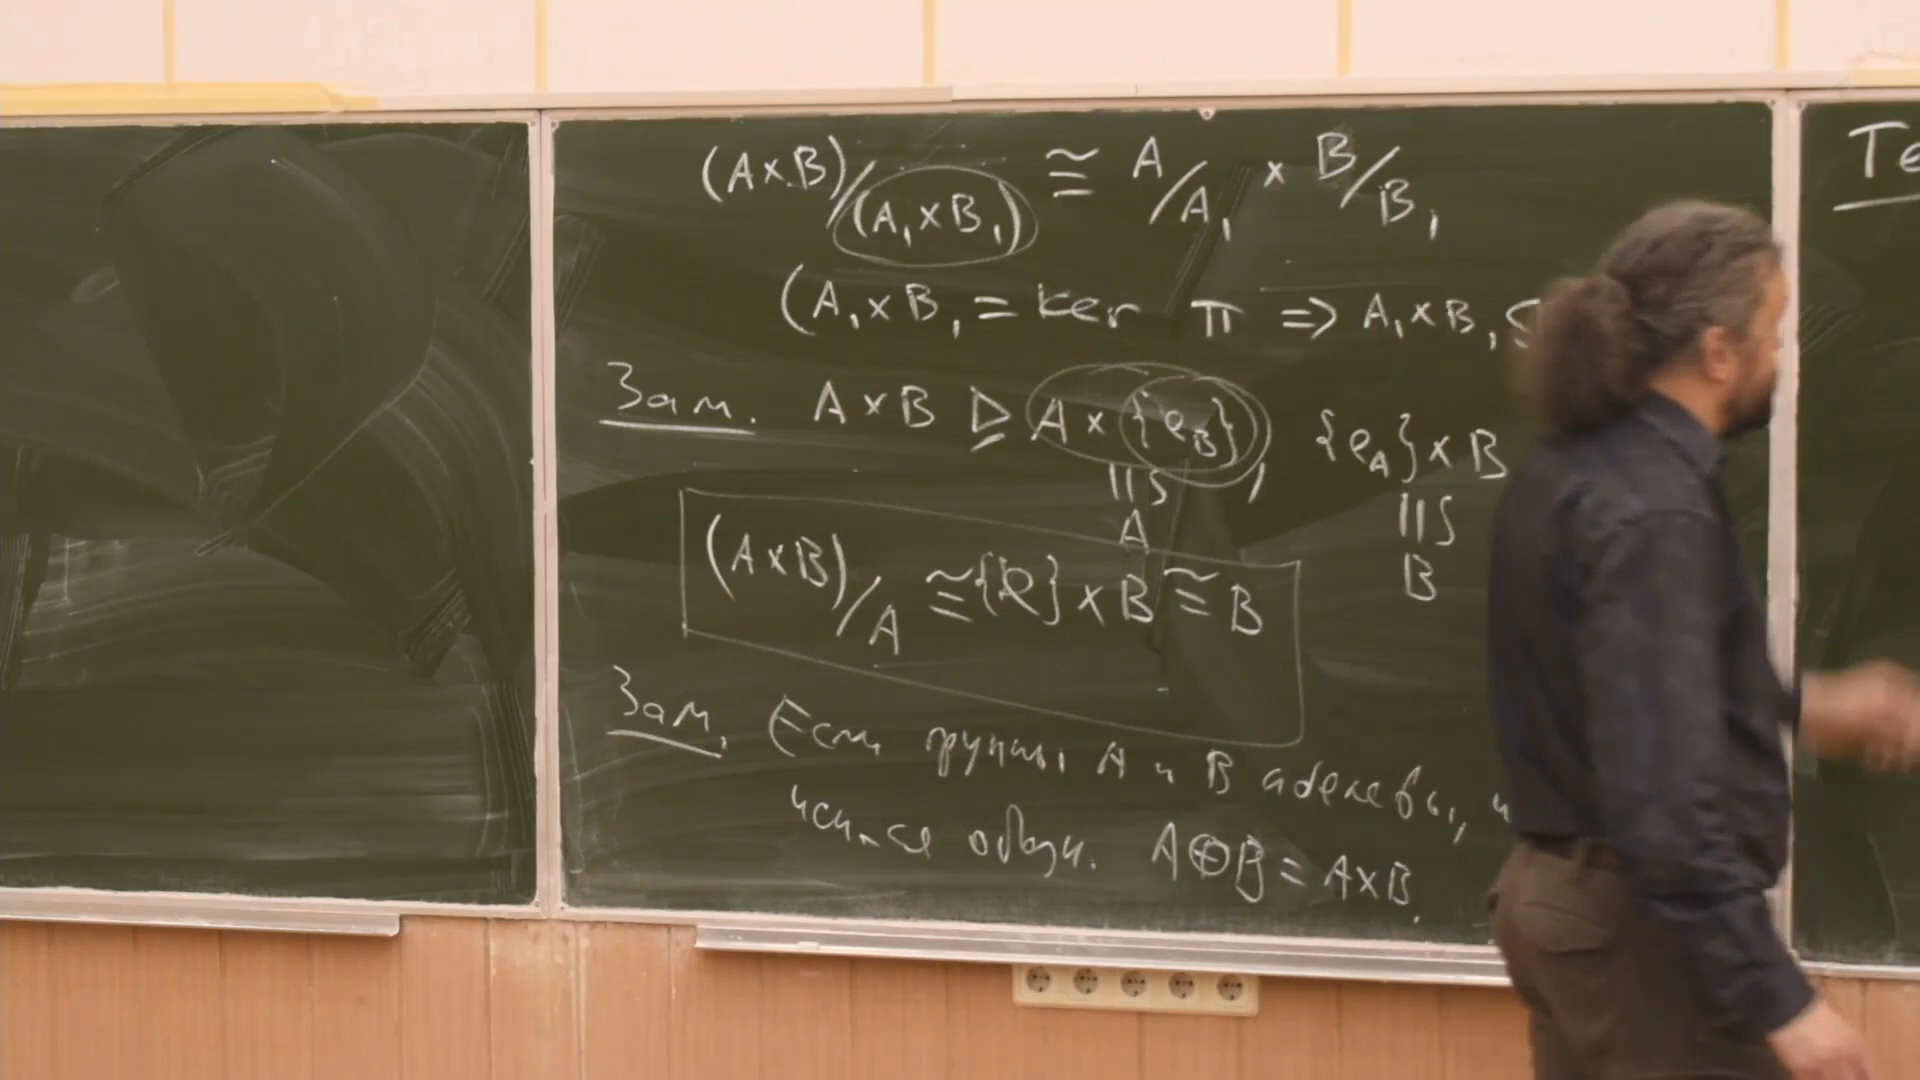 (A×B)/(A₁×B₁) ≅ A/A₁ × B/B₁
(A₁×B₁ = ker π ⇒ A₁×B₁ ⊆
Зам. A×B ⊵ A×{e_B}, {e_A}×B
≀|| ≀||
A B
(A×B)/A ≅ {e}×B ≅ B
Зам. Если группы A и B абелевы,
исп-ся обозн. A⊕B = A×B.
Те